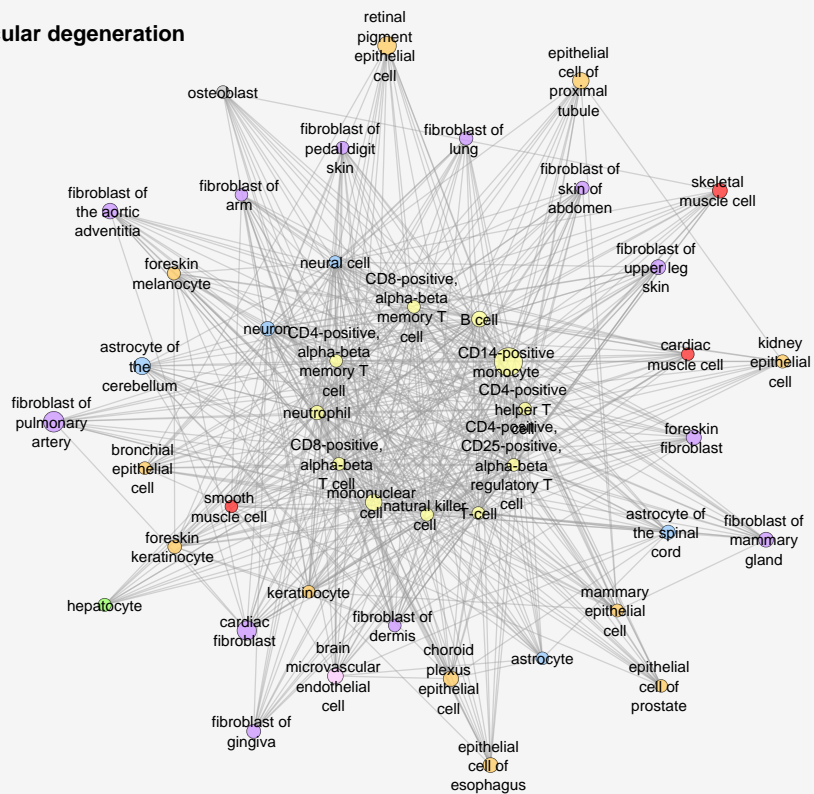 ular degeneration
retinal
pigment
epithelial
cell
epithelial
cell of
proximal
tubule
osteoblast
fibroblast of
pedal digit
skin
fibroblast of
lung
fibroblast of
skin of
abdomen
skeletal
muscle cell
fibroblast of
arm
fibroblast of
the aortic
adventitia
foreskin
melanocyte
neural cell
fibroblast of
upper leg
skin
CD8-positive,
alpha-beta
memory T
cell
B cell
neuron
CD4-positive,
alpha-beta
memory T
cell
CD14-positive
monocyte
cardiac
muscle cell
kidney
epithelial
cell
astrocyte of
the
cerebellum
CD4-positive
helper T
cell
fibroblast of
pulmonary
artery
neutrophil
CD4-positive,
CD25-positive,
alpha-beta
regulatory T
cell
foreskin
fibroblast
bronchial
epithelial
cell
CD8-positive,
alpha-beta
T cell
smooth
muscle cell
mononuclear
cell
natural killer
cell
T-cell
astrocyte of
the spinal
cord
fibroblast of
mammary
gland
foreskin
keratinocyte
hepatocyte
keratinocyte
mammary
epithelial
cell
cardiac
fibroblast
fibroblast of
dermis
brain
microvascular
endothelial
cell
choroid
plexus
epithelial
cell
astrocyte
epithelial
cell of
prostate
fibroblast of
gingiva
epithelial
cell of
esophagus